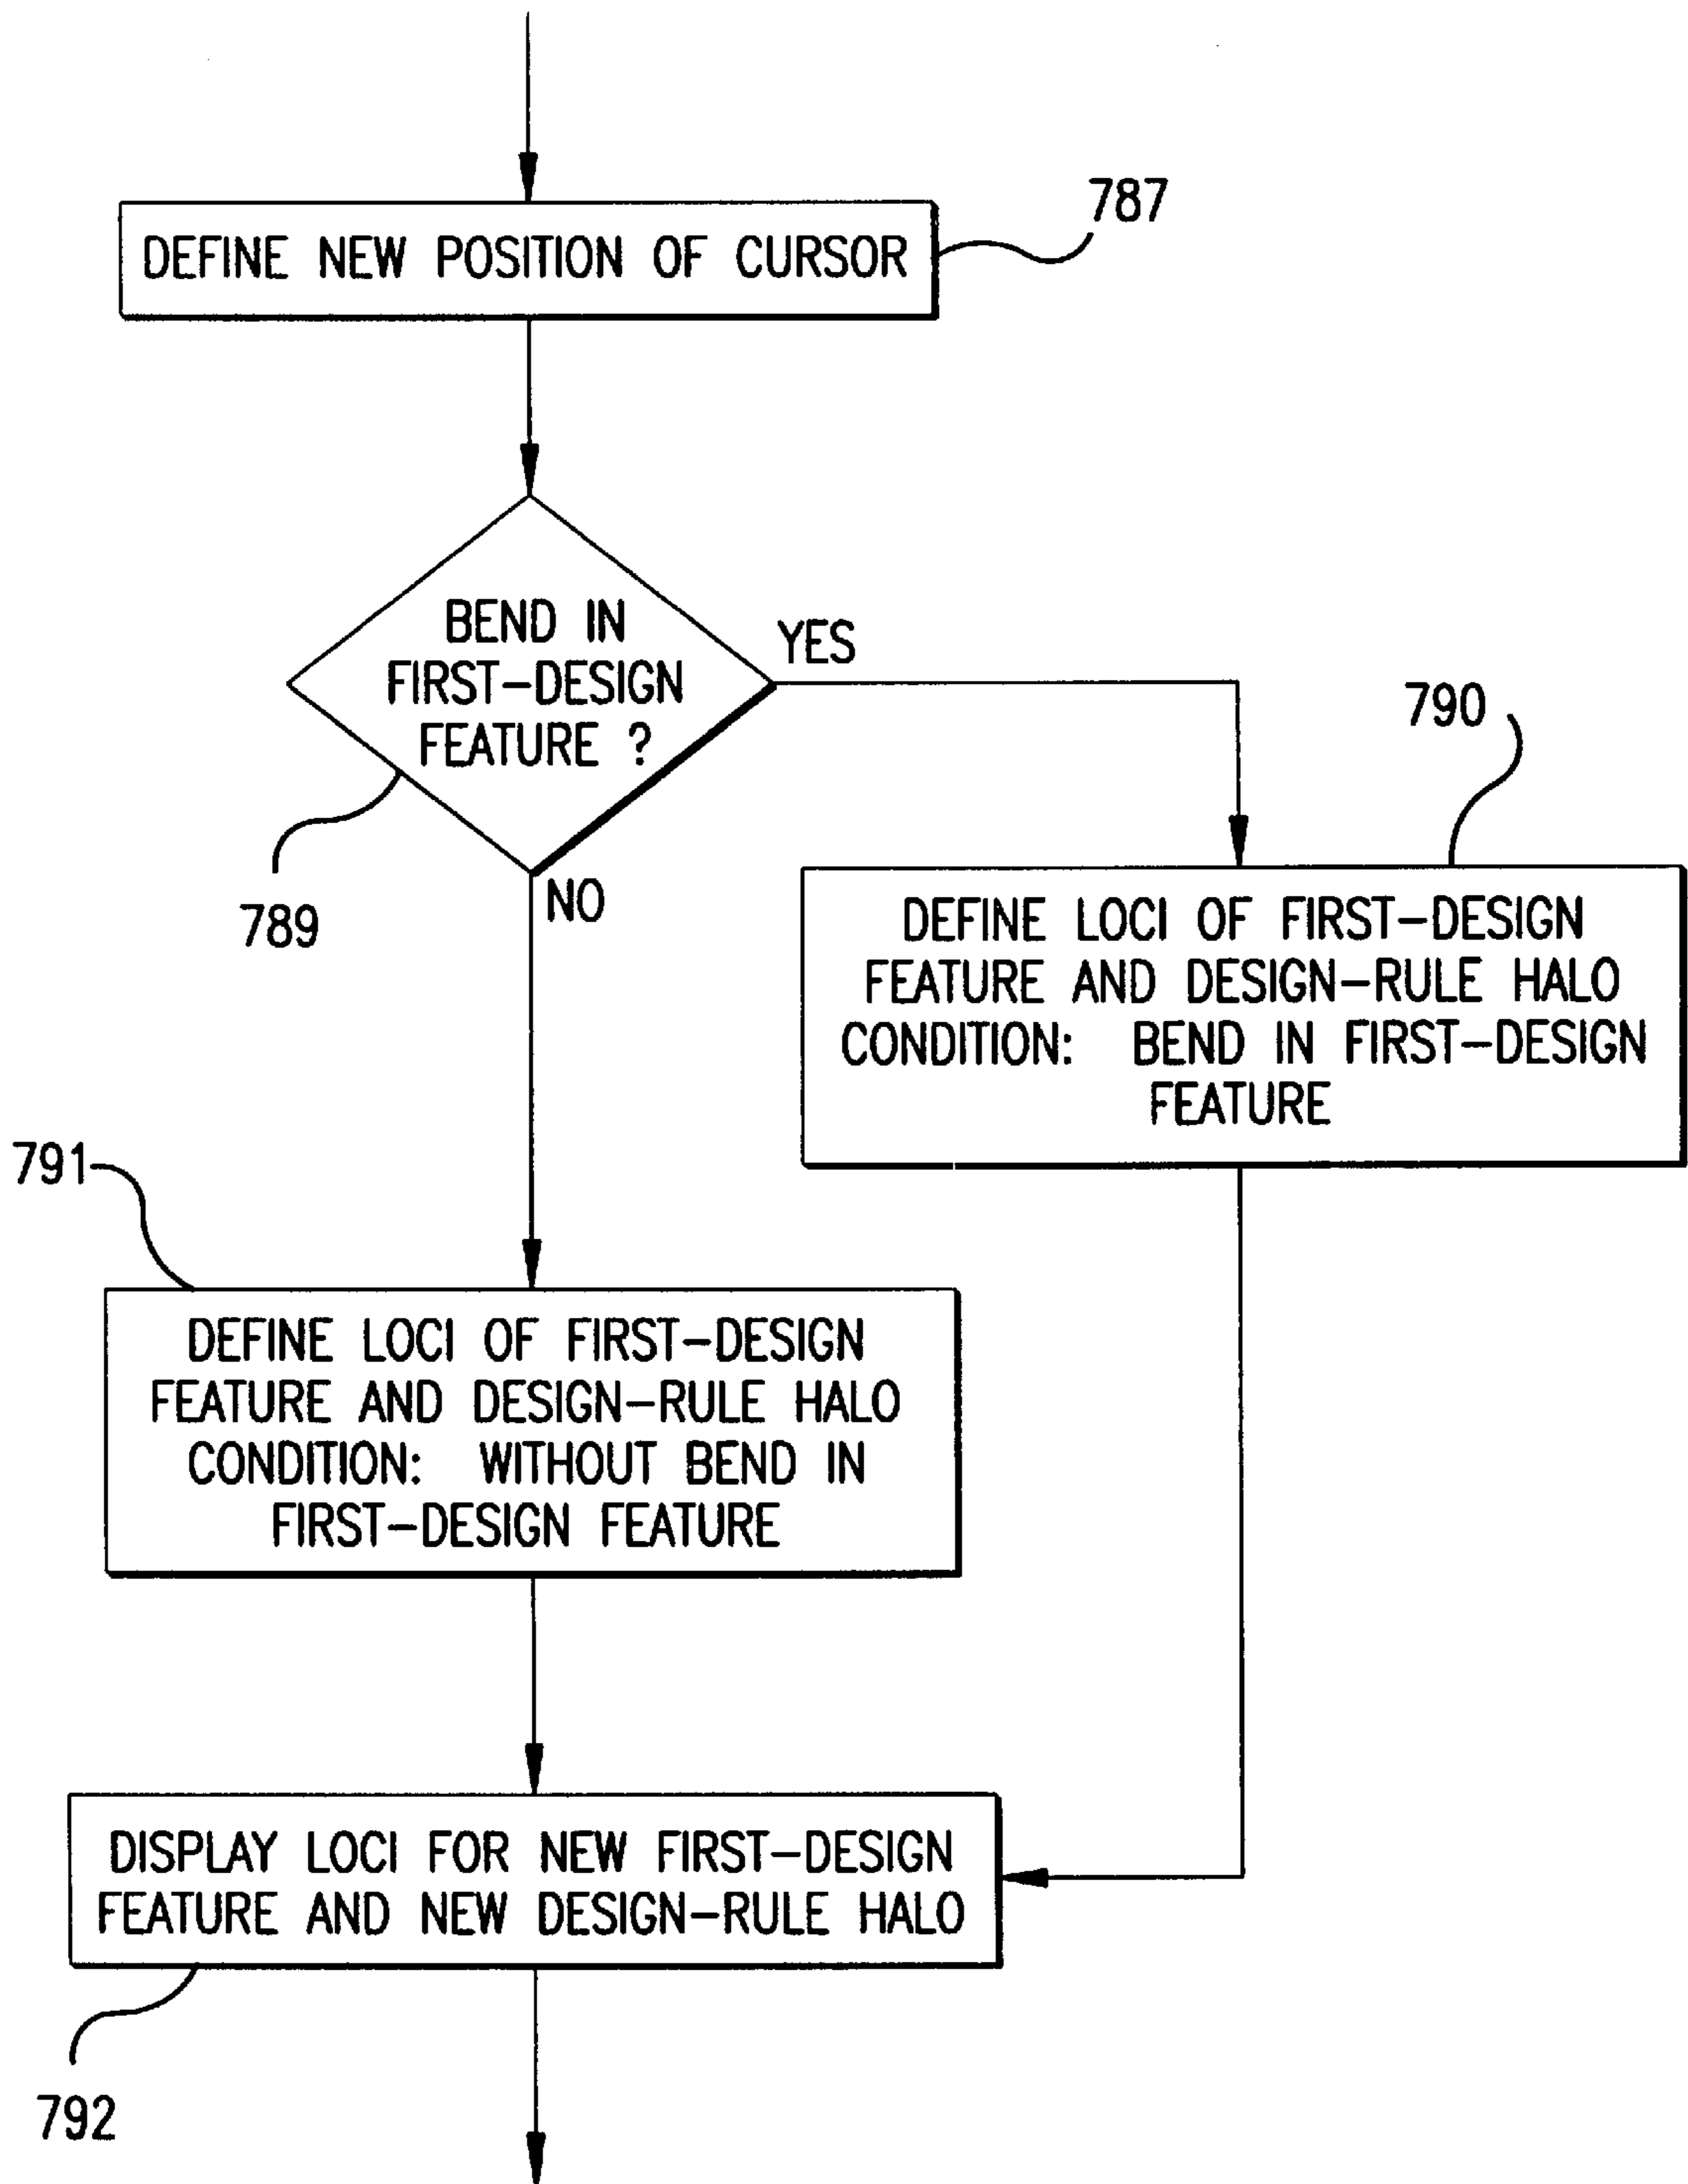 787
DEFINE NEW POSITION OF CURSOR
BEND IN
FIRST-DESIGN
FEATURE ?
YES
789
NO
790
DEFINE LOCI OF FIRST-DESIGN
FEATURE AND DESIGN-RULE HALO
CONDITION: BEND IN FIRST-DESIGN
FEATURE
791
DEFINE LOCI OF FIRST-DESIGN
FEATURE AND DESIGN-RULE HALO
CONDITION: WITHOUT BEND IN
FIRST-DESIGN FEATURE
DISPLAY LOCI FOR NEW FIRST-DESIGN
FEATURE AND NEW DESIGN-RULE HALO
792